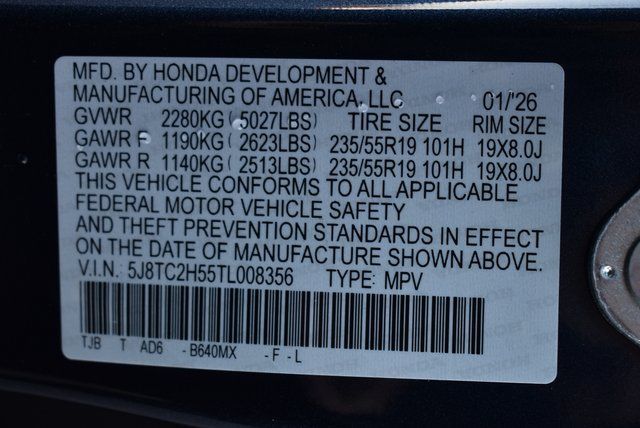 MFD. BY HONDA DEVELOPMENT &
MANUFACTURING OF AMERICA, LLC 01/'26
GVWR 2280KG(5027LBS) TIRE SIZE RIM SIZE
GAWR F 1190KG(2623LBS) 235/55R19 101H 19X8.0J
GAWR R 1140KG(2513LBS) 235/55R19 101H 19X8.0J
THIS VEHICLE CONFORMS TO ALL APPLICABLE
FEDERAL MOTOR VEHICLE SAFETY
AND THEFT PREVENTION STANDARDS IN EFFECT
ON THE DATE OF MANUFACTURE SHOWN ABOVE.
V.I.N.: 5J8TC2H55TL008356 TYPE: MPV
TJB T AD6 -B640MX -F-L